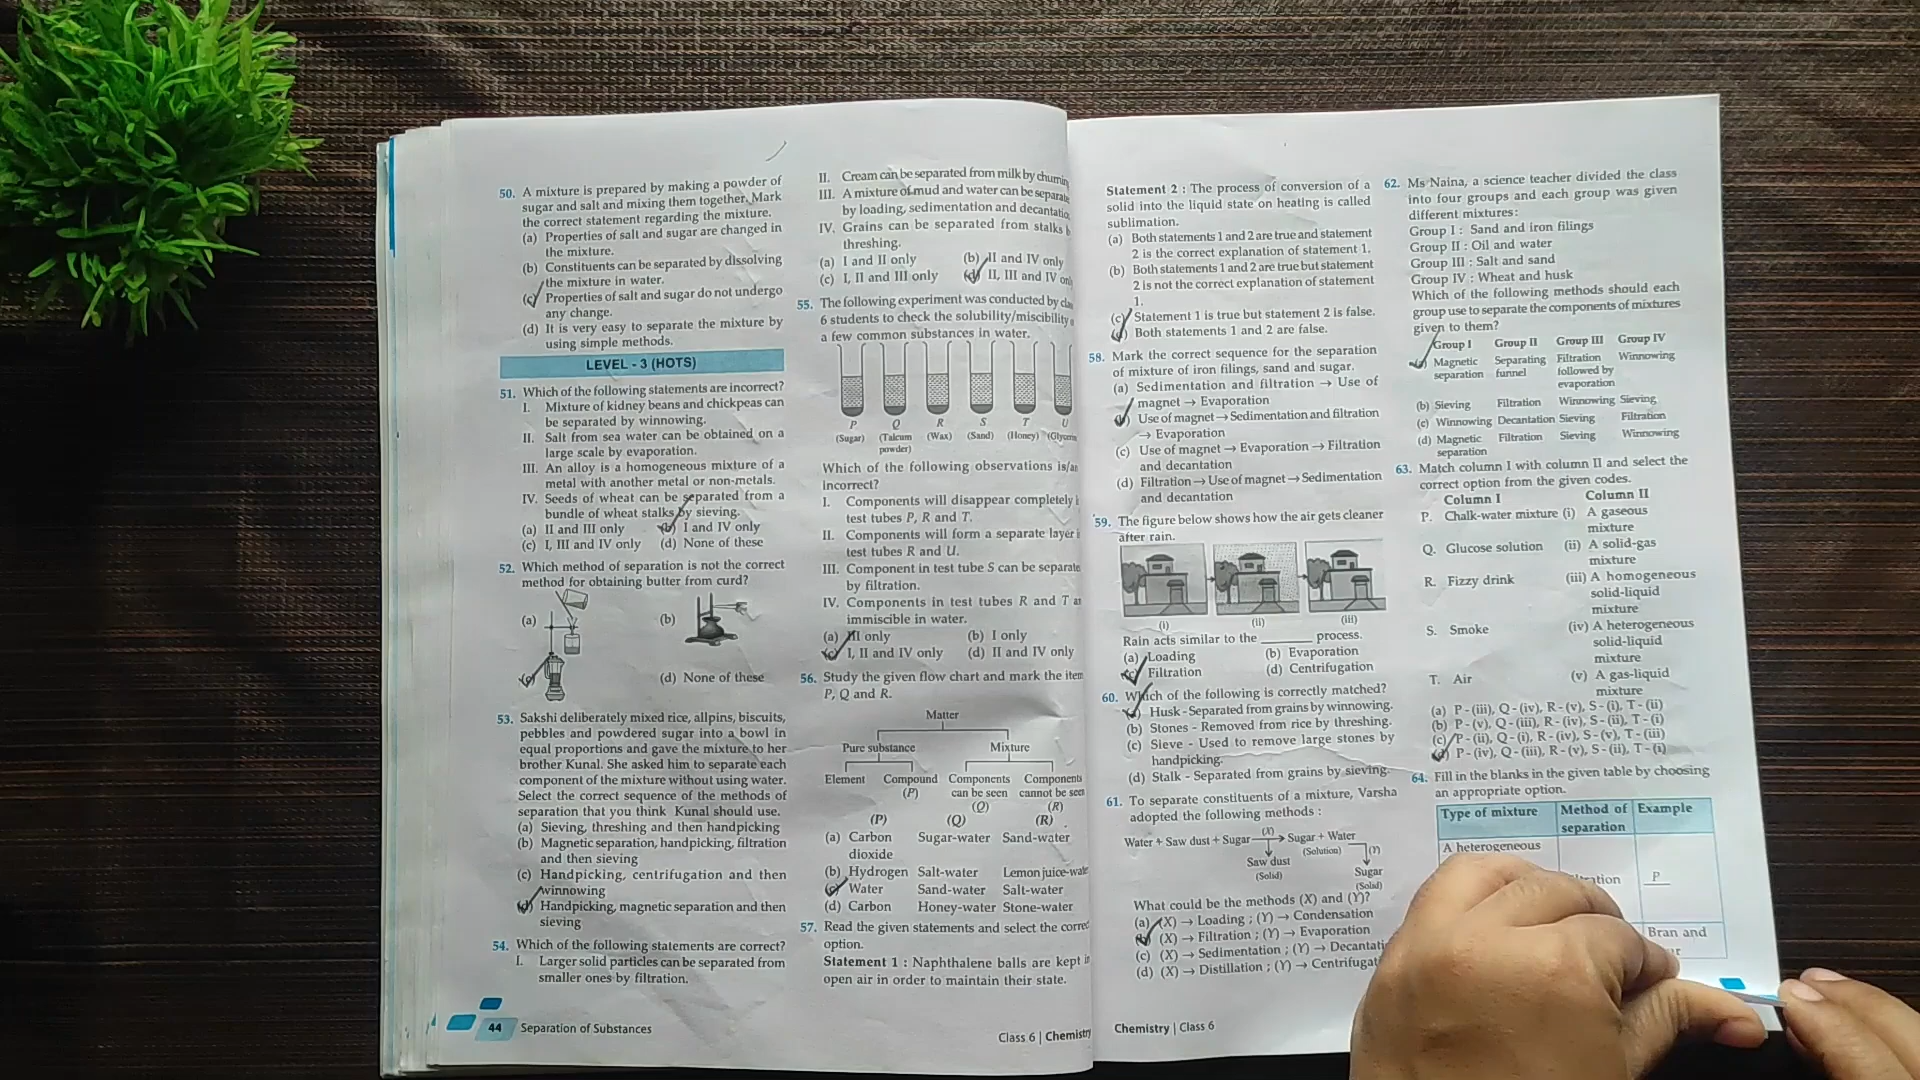 50. A mixture is prepared by making a powder of
sugar and salt and mixing them together. Mark
the correct statement regarding the mixture.
(a) Properties of salt and sugar are changed in
the mixture.
(b) Constituents can be separated by dissolving
the mixture in water.
(c) Properties of salt and sugar do not undergo
any change.
(d) It is very easy to separate the mixture by
using simple methods.
LEVEL - 3 (HOTS)
51. Which of the following statements are incorrect?
I. Mixture of kidney beans and chickpeas can
be separated by winnowing.
II. Salt from sea water can be obtained on a
large scale by evaporation.
III. An alloy is a homogeneous mixture of a
metal with another metal or non-metals.
IV. Seeds of wheat can be separated from a
bundle of wheat stalks by sieving.
(a) II and III only (b) I and IV only
(c) I, III and IV only (d) None of these
52. Which method of separation is not the correct
method for obtaining butter from curd?
(a) (b)
(d) None of these
53. Sakshi deliberately mixed rice, allpins, biscuits,
pebbles and powdered sugar into a bowl in
equal proportions and gave the mixture to her
brother Kunal. She asked him to separate each
component of the mixture without using water.
Select the correct sequence of the methods of
separation that you think Kunal should use.
(a) Sieving, threshing and then handpicking
(b) Magnetic separation, handpicking, filtration
and then sieving
(c) Handpicking, centrifugation and then
winnowing
(d) Handpicking, magnetic separation and then
sieving
54. Which of the following statements are correct?
I. Larger solid particles can be separated from
smaller ones by filtration.
44 Separation of Substances
II. Cream can be separated from milk by
III. A mixture of mud and water can be
by loading, sedimentation and
IV. Grains can be separated from stalks
threshing.
(a) I and II only (b) II and IV only
(c) I, II and III only (d) II, III and IV
55. The following experiment was conducted by
6 students to check the solubility/miscibility
a few common substances in water.
P Q R S T U
(Sugar) (Talcum (Wax) (Sand) (Honey)
powder)
Which of the following observations
incorrect?
I. Components will disappear completely
test tubes P, R and T.
II. Components will form a separate layer
test tubes R and U.
III. Component in test tube S can be
by filtration.
IV. Components in test tubes R and T
immiscible in water.
(a) III only (b) I only
(c) I, II and IV only (d) II and IV only
56. Study the given flow chart and mark the item
P, Q and R.
Matter
Pure substance Mixture
Element Compound Components Components
(P) can be seen cannot be seen
(Q) (R)
(P) (Q) (R)
(a) Carbon Sugar-water Sand-water
dioxide
(b) Hydrogen Salt-water Lemon juice-
(c) Water Sand-water Salt-water
(d) Carbon Honey-water Stone-water
57. Read the given statements and select the
option.
Statement 1 : Naphthalene balls are kept
open air in order to maintain their state.
Class 6 | Chemistry
Statement 2 : The process of conversion of a
solid into the liquid state on heating is called
sublimation.
(a) Both statements 1 and 2 are true and statement
2 is the correct explanation of statement 1.
(b) Both statements 1 and 2 are true but statement
2 is not the correct explanation of statement
1.
(c) Statement 1 is true but statement 2 is false.
(d) Both statements 1 and 2 are false.
58. Mark the correct sequence for the separation
of mixture of iron filings, sand and sugar.
(a) Sedimentation and filtration → Use of
magnet → Evaporation
(b) Use of magnet → Sedimentation and filtration
→ Evaporation
(c) Use of magnet → Evaporation → Filtration
and decantation
(d) Filtration → Use of magnet → Sedimentation
and decantation
59. The figure below shows how the air gets cleaner
after rain.
(i) (ii) (iii)
Rain acts similar to the ________ process.
(a) Loading (b) Evaporation
(c) Filtration (d) Centrifugation
60. Which of the following is correctly matched?
(a) Husk - Separated from grains by winnowing.
(b) Stones - Removed from rice by threshing.
(c) Sieve - Used to remove large stones by
handpicking.
(d) Stalk - Separated from grains by sieving.
61. To separate constituents of a mixture, Varsha
adopted the following methods :
Water + Saw dust + Sugar (X) → Sugar + Water
(Solution) (Y)
Saw dust
(Solid)
Sugar
(Solid)
What could be the methods (X) and (Y)?
(a) (X) → Loading ; (Y) → Condensation
(b) (X) → Filtration ; (Y) → Evaporation
(c) (X) → Sedimentation ; (Y) →
(d) (X) → Distillation ; (Y) →
Chemistry | Class 6
62. Ms Naina, a science teacher divided the class
into four groups and each group was given
different mixtures:
Group I : Sand and iron filings
Group II : Oil and water
Group III : Salt and sand
Group IV : Wheat and husk
Which of the following methods should each
group use to separate the components of mixtures
given to them?
Group I Group II Group III Group IV
(a) Magnetic Separating Filtration Winnowing
separation funnel followed by
evaporation
(b) Sieving Filtration Winnowing Sieving
(c) Winnowing Decantation Sieving Filtration
(d) Magnetic Filtration Sieving Winnowing
separation
63. Match column I with column II and select the
correct option from the given codes.
Column I Column II
P. Chalk-water mixture (i) A gaseous
mixture
Q. Glucose solution (ii) A solid-gas
mixture
R. Fizzy drink (iii) A homogeneous
solid-liquid
mixture
S. Smoke (iv) A heterogeneous
solid-liquid
mixture
T. Air (v) A gas-liquid
mixture
(a) P - (iii), Q - (iv), R - (v), S - (i), T - (ii)
(b) P - (v), Q - (iii), R - (iv), S - (ii), T - (i)
(c) P - (ii), Q - (i), R - (iv), S - (v), T - (iii)
(d) P - (iv), Q - (iii), R - (v), S - (ii), T - (i)
64. Fill in the blanks in the given table by choosing
an appropriate option.
Type of mixture Method of Example
separation
A heterogeneous
P
Bran and